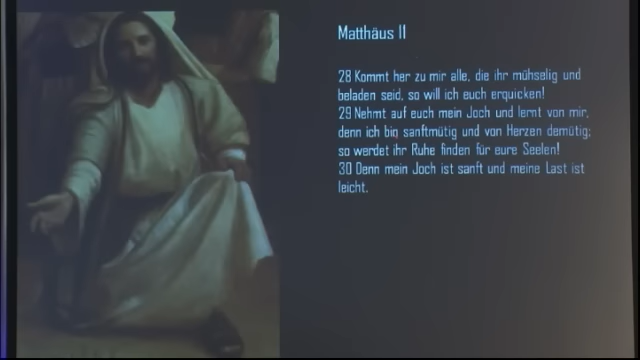 Matthäus 11
28 Kommt her zu mir alle, die ihr mühselig und
beladen seid, so will ich euch erquicken!
29 Nehmt auf euch mein Joch und lernt von mir,
denn ich bin sanftmütig und von Herzen demütig;
so werdet ihr Ruhe finden für eure Seelen!
30 Denn mein Joch ist sanft und meine Last ist
leicht.